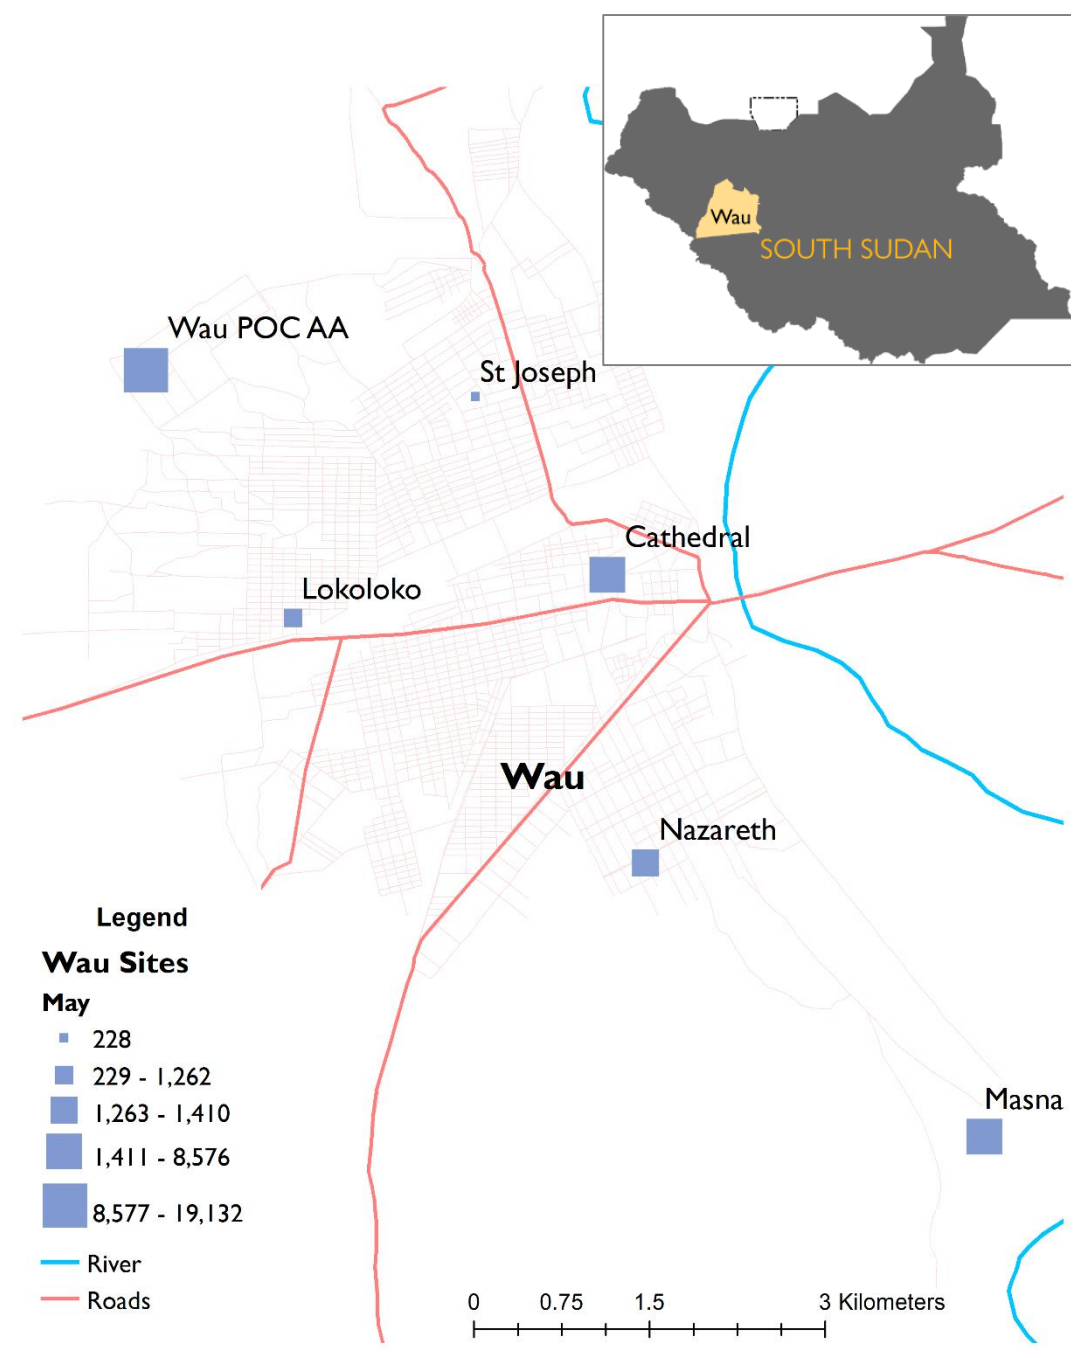 Wau
SOUTH SUDAN
Wau POC AA
St Joseph
Cathedral
Lokoloko
Wau
Nazareth
Masna
Legend
Wau Sites
May
228
229 - 1,262
1,263 - 1,410
1,411 - 8,576
8,577 - 19,132
River
Roads
0 0.75 1.5 3 Kilometers